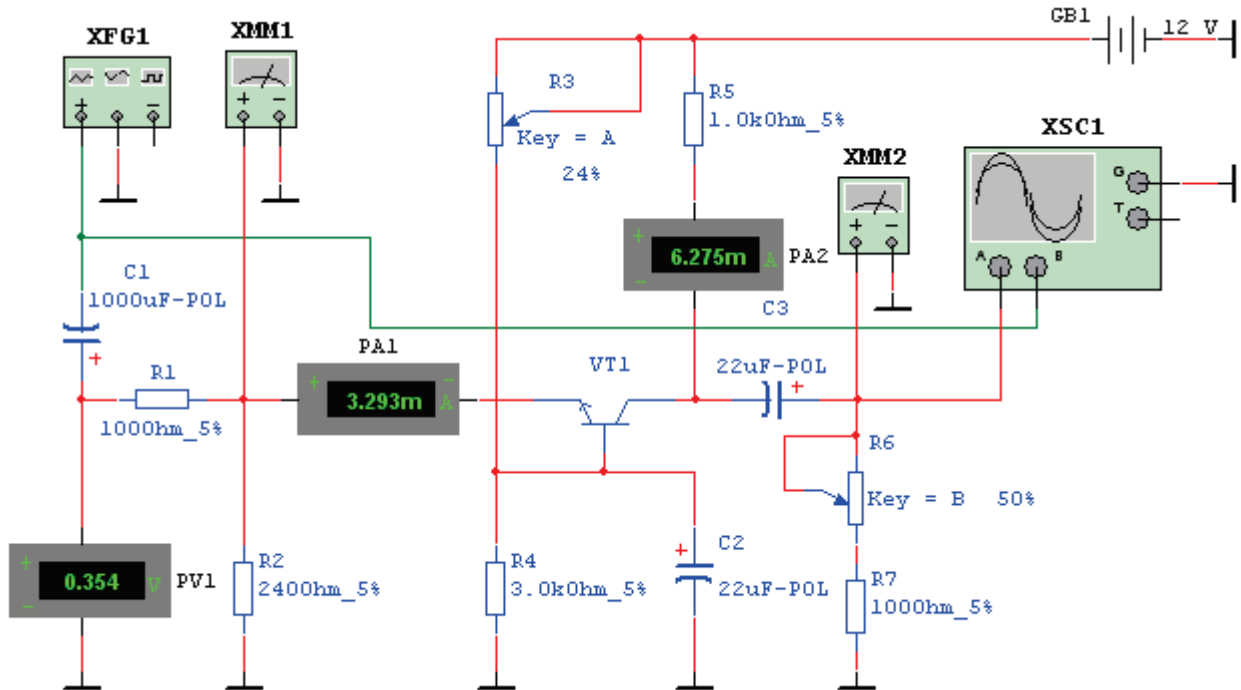 XFG1
XMM1
GB1
12 V
+
−
+
−
R3
Key = A
24%
R5
1.0kOhm_5%
XSC1
G
T
A
B
XMM2
+
−
+
6.275m
A
−
PA2
C1
1000uF-POL
+
C3
22uF-POL
+
PA1
+
−
3.293m
A
R1
100Ohm_5%
VT1
R6
Key = B 50%
+
0.354
V
−
PV1
R2
240Ohm_5%
R4
3.0kOhm_5%
+
C2
22uF-POL
R7
100Ohm_5%